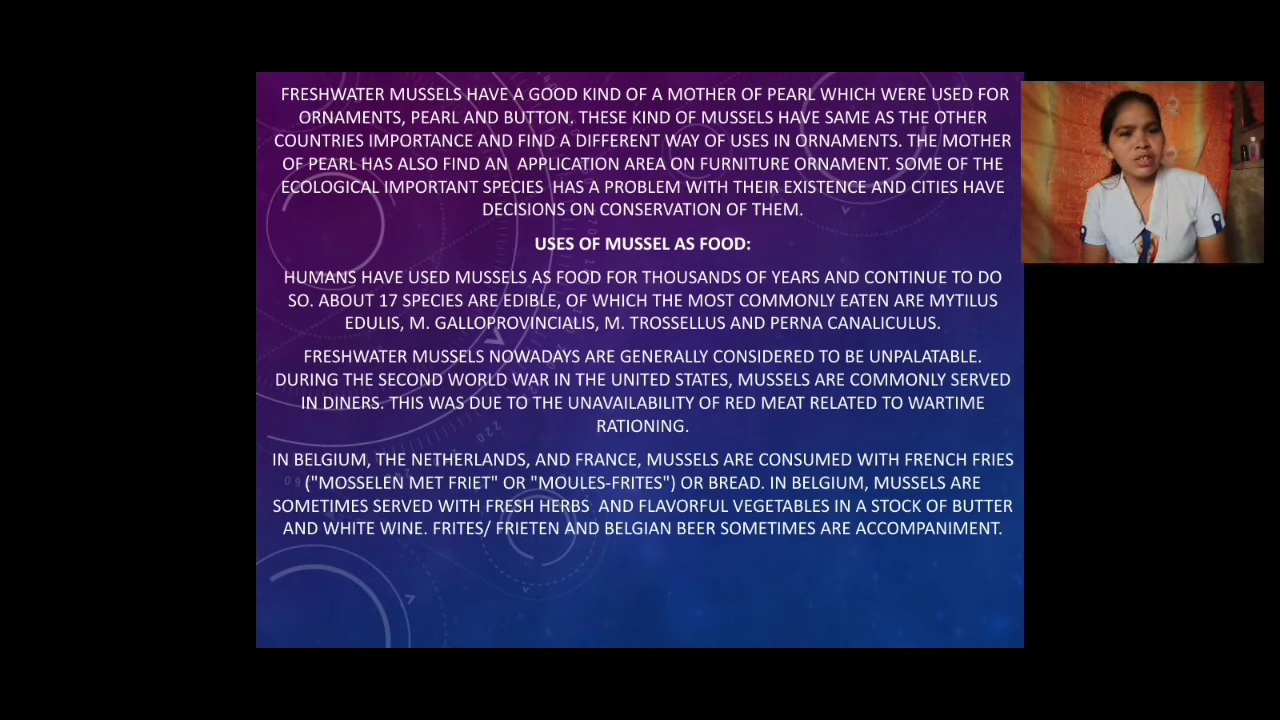 FRESHWATER MUSSELS HAVE A GOOD KIND OF A MOTHER OF PEARL WHICH WERE USED FOR
ORNAMENTS, PEARL AND BUTTON. THESE KIND OF MUSSELS HAVE SAME AS THE OTHER
COUNTRIES IMPORTANCE AND FIND A DIFFERENT WAY OF USES IN ORNAMENTS. THE MOTHER
OF PEARL HAS ALSO FIND AN APPLICATION AREA ON FURNITURE ORNAMENT. SOME OF THE
ECOLOGICAL IMPORTANT SPECIES HAS A PROBLEM WITH THEIR EXISTENCE AND CITIES HAVE
DECISIONS ON CONSERVATION OF THEM.
USES OF MUSSEL AS FOOD:
HUMANS HAVE USED MUSSELS AS FOOD FOR THOUSANDS OF YEARS AND CONTINUE TO DO
SO. ABOUT 17 SPECIES ARE EDIBLE, OF WHICH THE MOST COMMONLY EATEN ARE MYTILUS
EDULIS, M. GALLOPROVINCIALIS, M. TROSSELLUS AND PERNA CANALICULUS.
FRESHWATER MUSSELS NOWADAYS ARE GENERALLY CONSIDERED TO BE UNPALATABLE.
DURING THE SECOND WORLD WAR IN THE UNITED STATES, MUSSELS ARE COMMONLY SERVED
IN DINERS. THIS WAS DUE TO THE UNAVAILABILITY OF RED MEAT RELATED TO WARTIME
RATIONING.
IN BELGIUM, THE NETHERLANDS, AND FRANCE, MUSSELS ARE CONSUMED WITH FRENCH FRIES
("MOSSELEN MET FRIET" OR "MOULES-FRITES") OR BREAD. IN BELGIUM, MUSSELS ARE
SOMETIMES SERVED WITH FRESH HERBS AND FLAVORFUL VEGETABLES IN A STOCK OF BUTTER
AND WHITE WINE. FRITES/ FRIETEN AND BELGIAN BEER SOMETIMES ARE ACCOMPANIMENT.
220